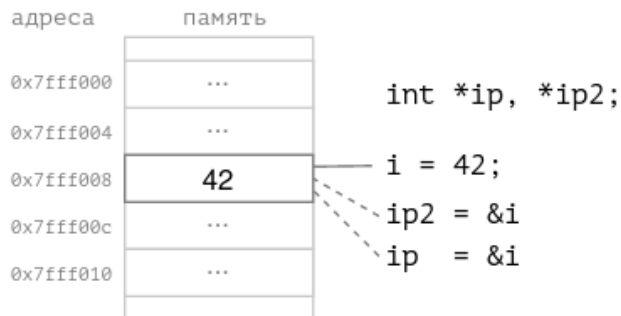 адреса память
0x7fff000 ...
int *ip, *ip2;
0x7fff004 ...
i = 42;
0x7fff008 42
ip2 = &i
0x7fff00c ...
ip  = &i
0x7fff010 ...